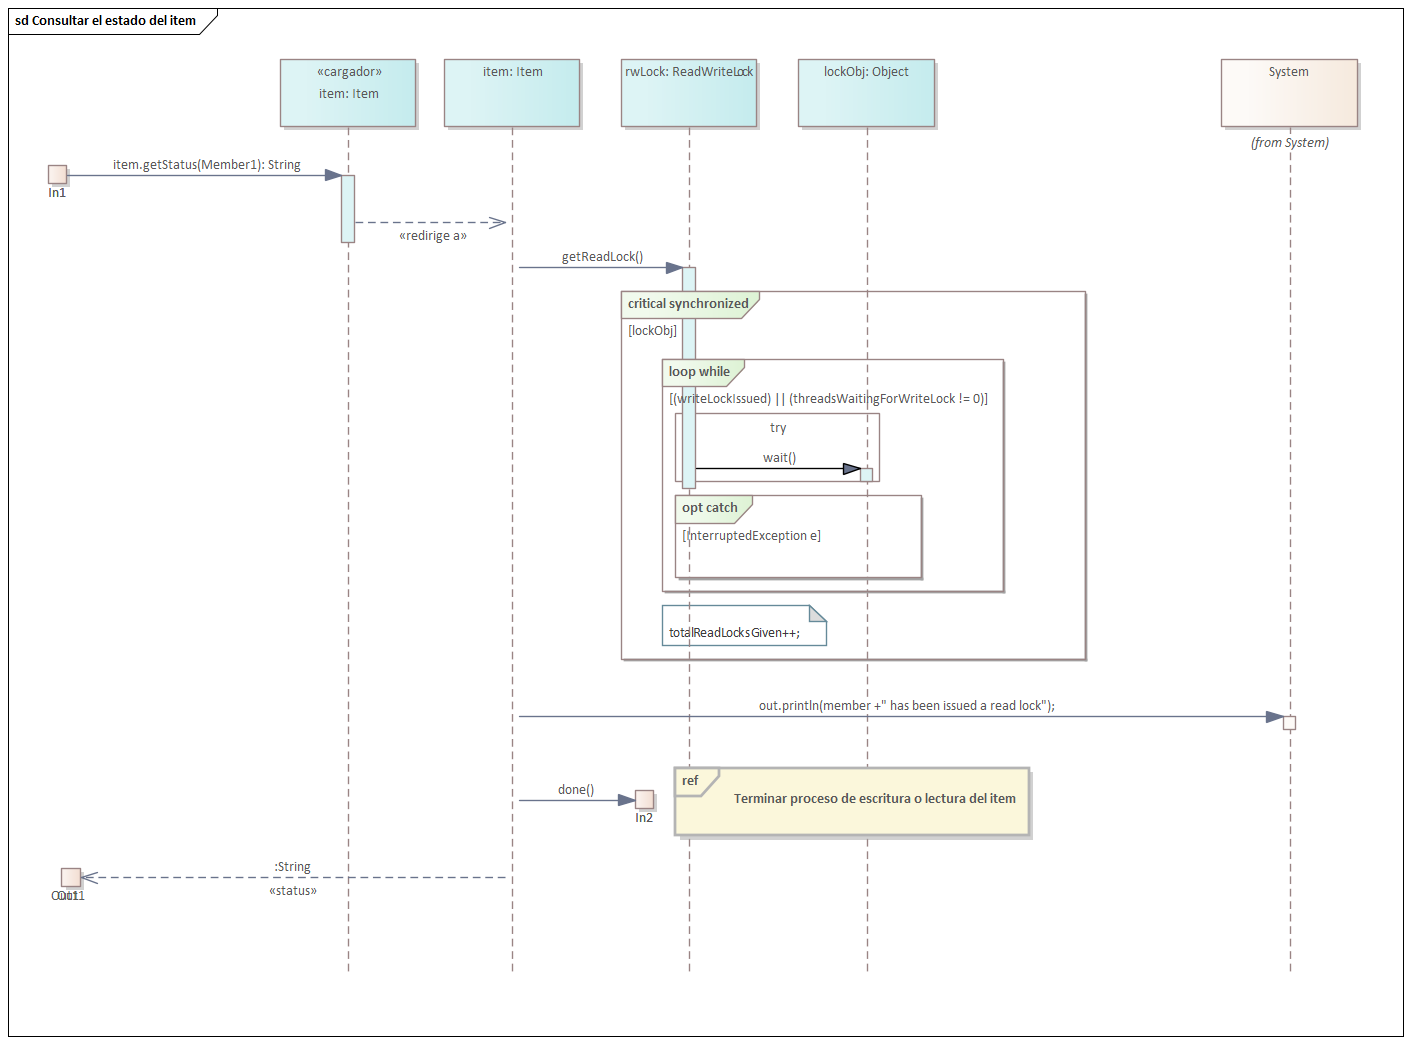 sd Consultar el estado del item
«cargador»
item: Item
item: Item
rwLock: ReadWriteLock
lockObj: Object
System
(from System)
item.getStatus(Member1): String
In1
«redirige a»
getReadLock()
critical synchronized
[lockObj]
loop while
[(writeLockIssued) || (threadsWaitingForWriteLock != 0)]
try
wait()
opt catch
[InterruptedException e]
totalReadLocksGiven++;
out.println(member +" has been issued a read lock");
ref
Terminar proceso de escritura o lectura del item
done()
In2
:String
«status»
Out1